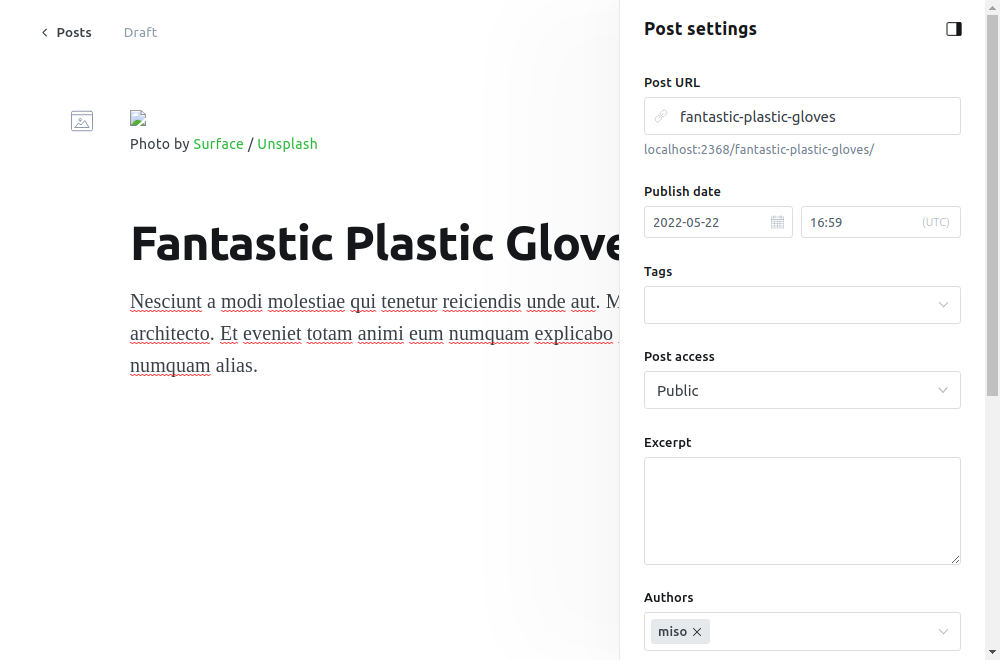 Posts
Draft
Photo by Surface / Unsplash
Fantastic Plastic Glove
Nesciunt a modi molestiae qui tenetur reiciendis unde aut.
architecto. Et eveniet totam animi eum numquam explicabo
numquam alias.
Post settings
Post URL
fantastic-plastic-gloves
localhost:2368/fantastic-plastic-gloves/
Publish date
2022-05-22
16:59
(UTC)
Tags
Post access
Public
Excerpt
Authors
miso